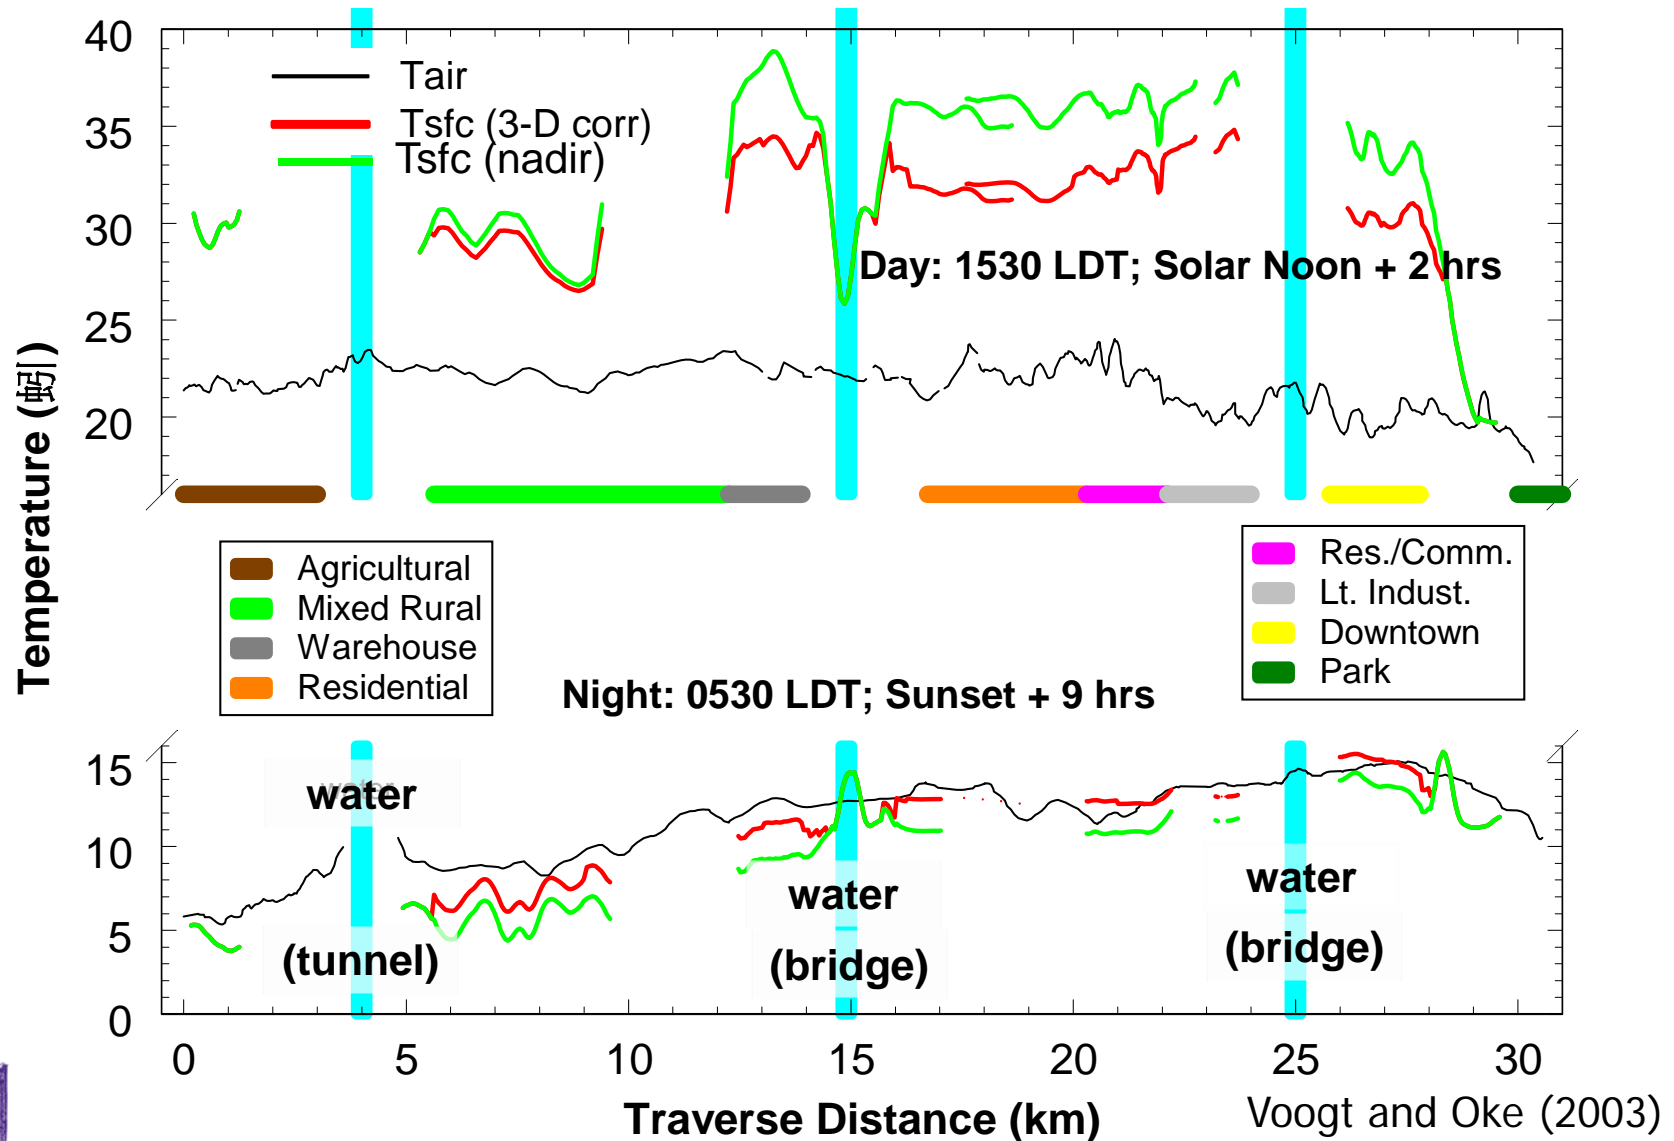 40
35
30
25
20
Tair
Tsfc (3-D corr)
Tsfc (nadir)
Day: 1530 LDT; Solar Noon + 2 hrs
Temperature (蚓)
Agricultural
Mixed Rural
Warehouse
Residential
Res./Comm.
Lt. Indust.
Downtown
Park
Night: 0530 LDT; Sunset + 9 hrs
15
10
5
0
water
(tunnel)
water
(bridge)
water
(bridge)
0 5 10 15 20 25 30
Traverse Distance (km)
Voogt and Oke (2003)